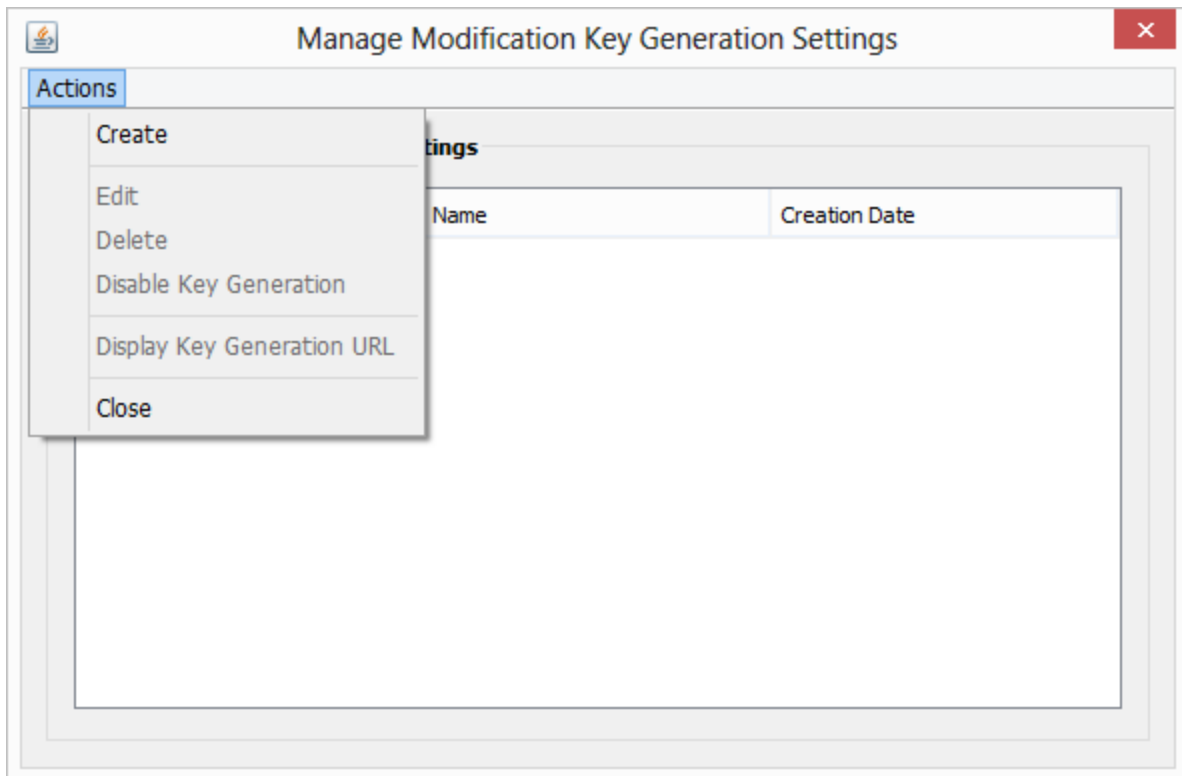 Manage Modification Key Generation Settings
Actions
Create
tings
Edit
Name
Creation Date
Delete
Disable Key Generation
Display Key Generation URL
Close